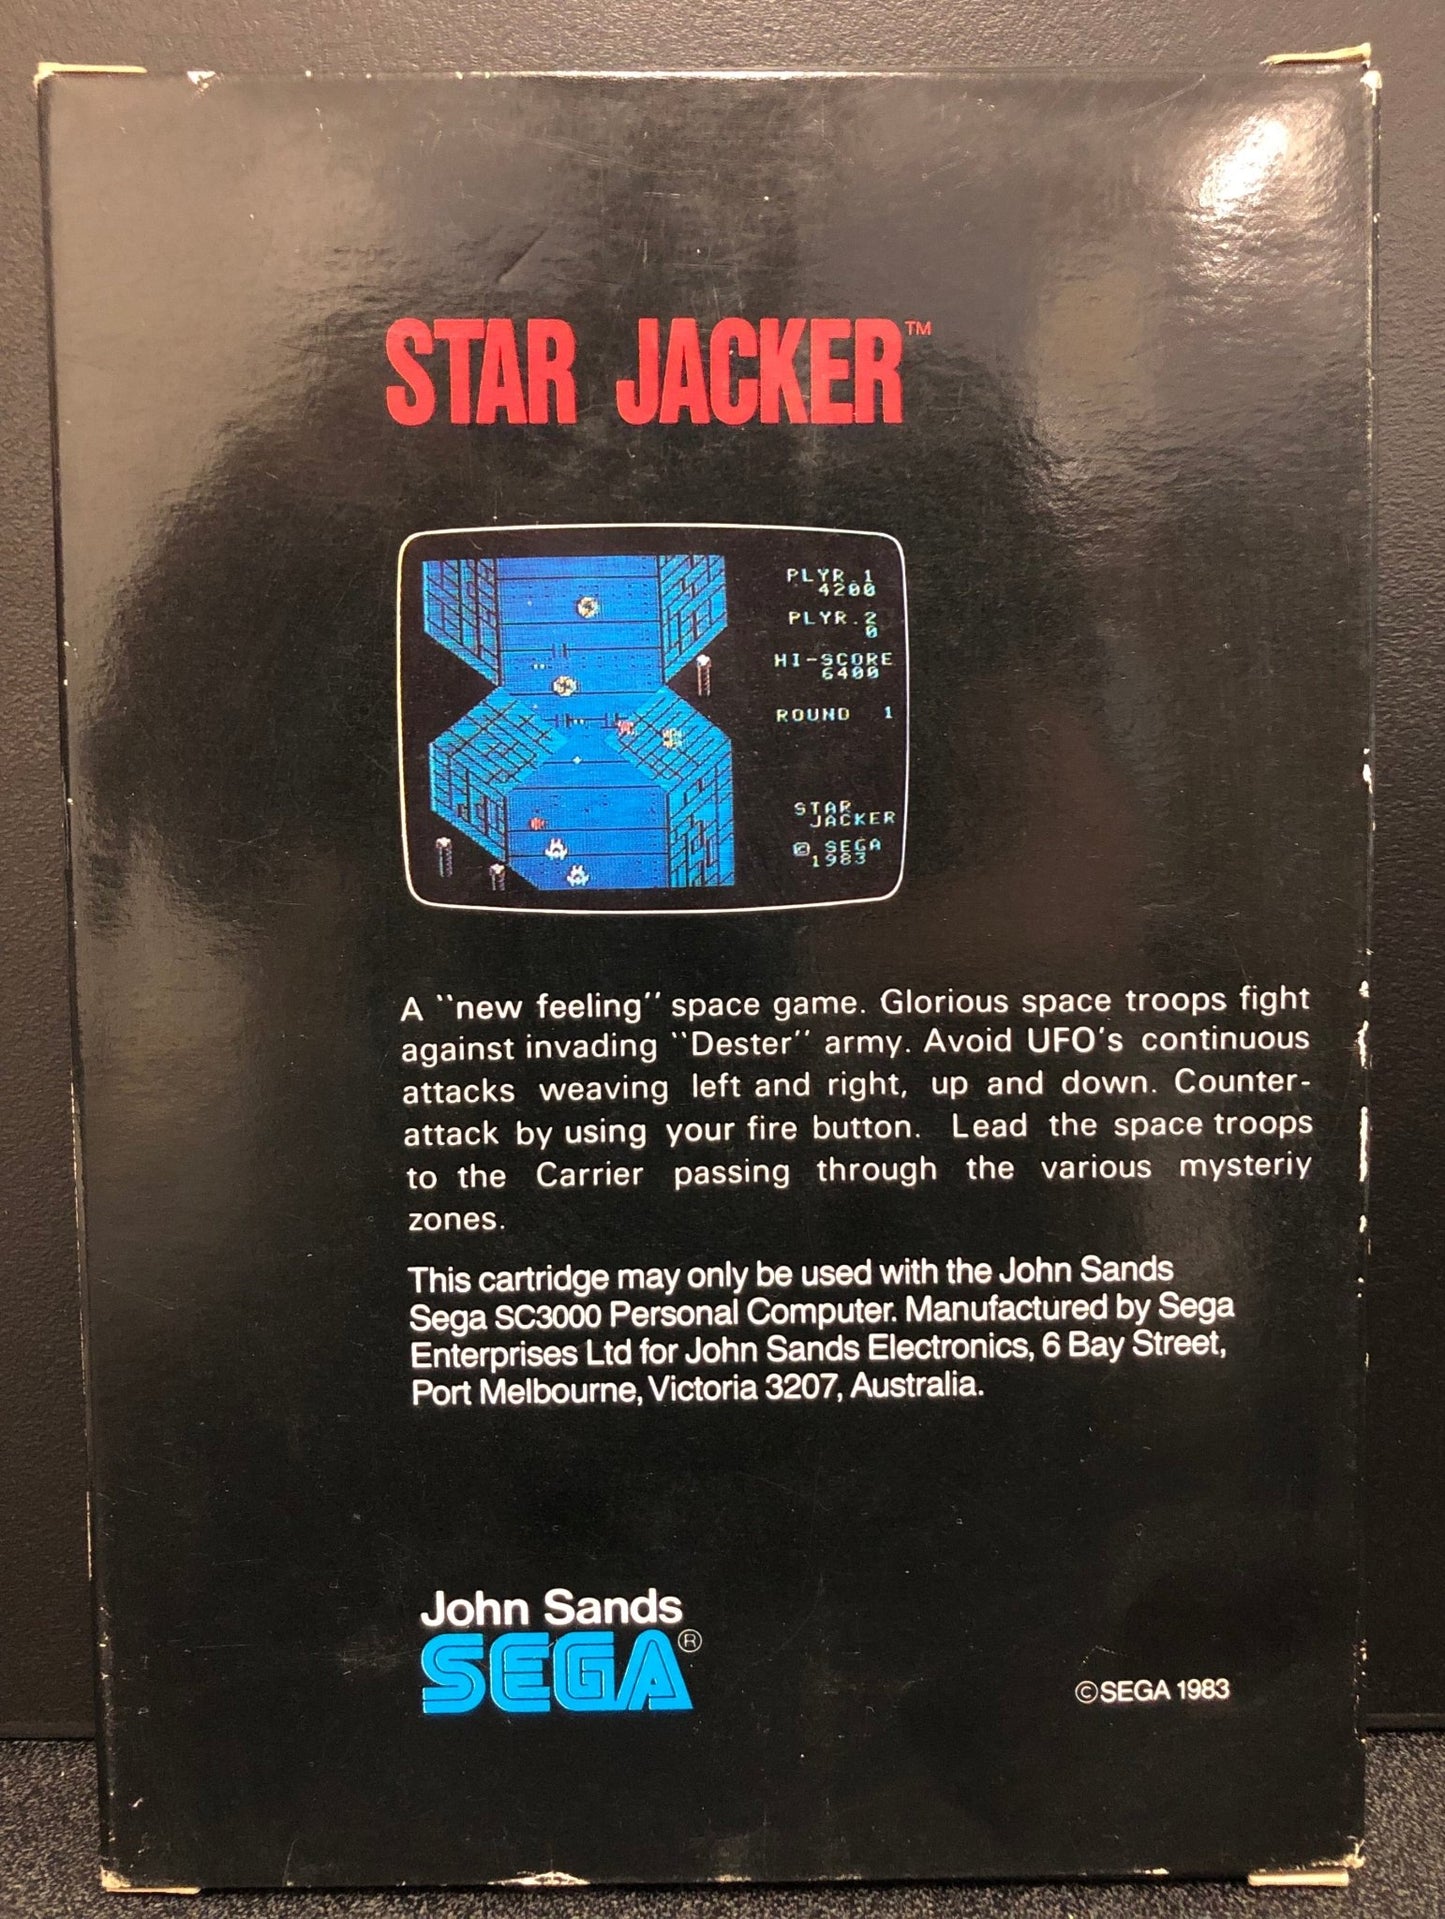 STAR JACKER™
PLYR.1
4200
PLYR.2
0
HI-SCORE
6400
ROUND 1
STAR
JACKER
© SEGA
1983
A "new feeling" space game. Glorious space troops fight
against invading "Dester" army. Avoid UFO's continuous
attacks weaving left and right, up and down. Counter-
attack by using your fire button. Lead the space troops
to the Carrier passing through the various mysteriy
zones.
This cartridge may only be used with the John Sands
Sega SC3000 Personal Computer. Manufactured by Sega
Enterprises Ltd for John Sands Electronics, 6 Bay Street,
Port Melbourne, Victoria 3207, Australia.
John Sands
SEGA®
©SEGA 1983